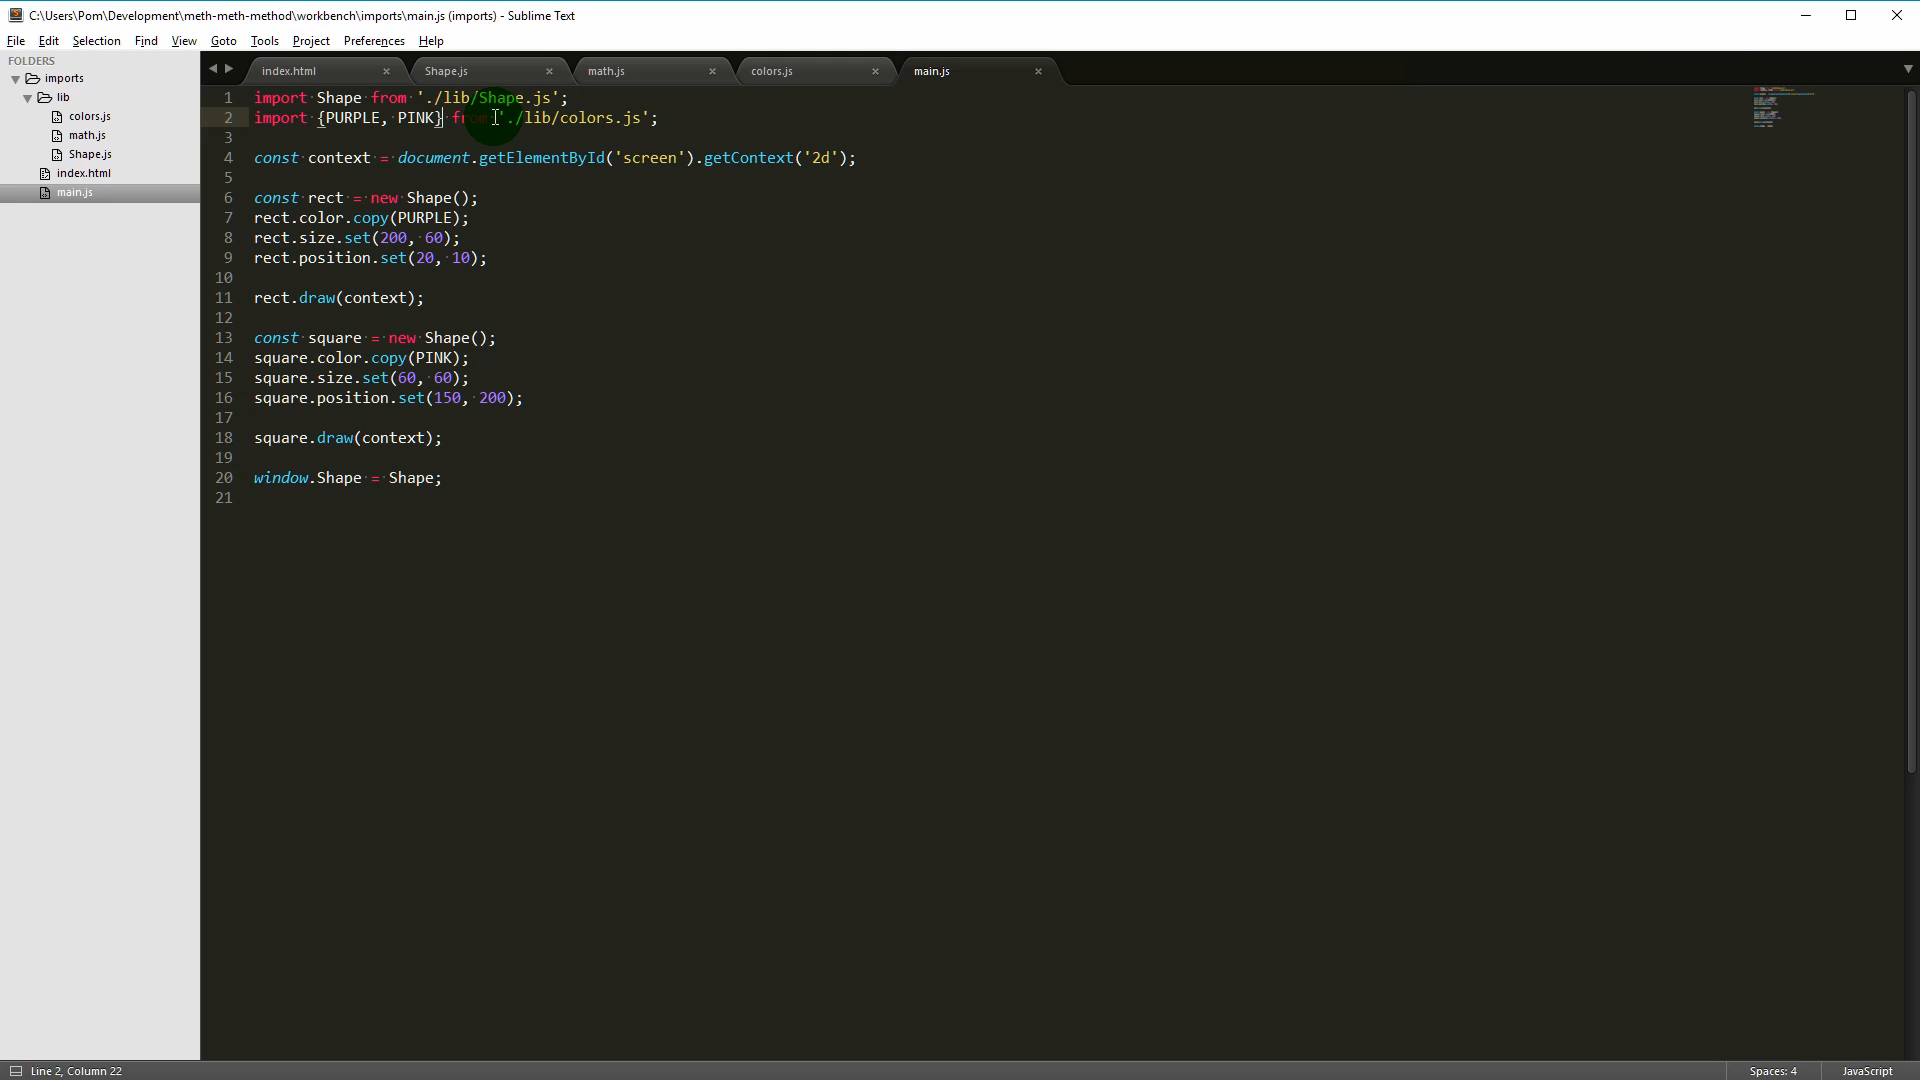 C:\Users\Pom\Development\meth-meth-method\workbench\imports\main.js (imports) - Sublime Text
File Edit Selection Find View Goto Tools Project Preferences Help
FOLDERS
imports
lib
colors.js
math.js
Shape.js
index.html
main.js
index.html Shape.js math.js colors.js main.js
1 import Shape from './lib/Shape.js';
2 import {PURPLE, PINK} from './lib/colors.js';
3
4 const context = document.getElementById('screen').getContext('2d');
5
6 const rect = new Shape();
7 rect.color.copy(PURPLE);
8 rect.size.set(200, 60);
9 rect.position.set(20, 10);
10
11 rect.draw(context);
12
13 const square = new Shape();
14 square.color.copy(PINK);
15 square.size.set(60, 60);
16 square.position.set(150, 200);
17
18 square.draw(context);
19
20 window.Shape = Shape;
21
Line 2, Column 22 Spaces: 4 JavaScript